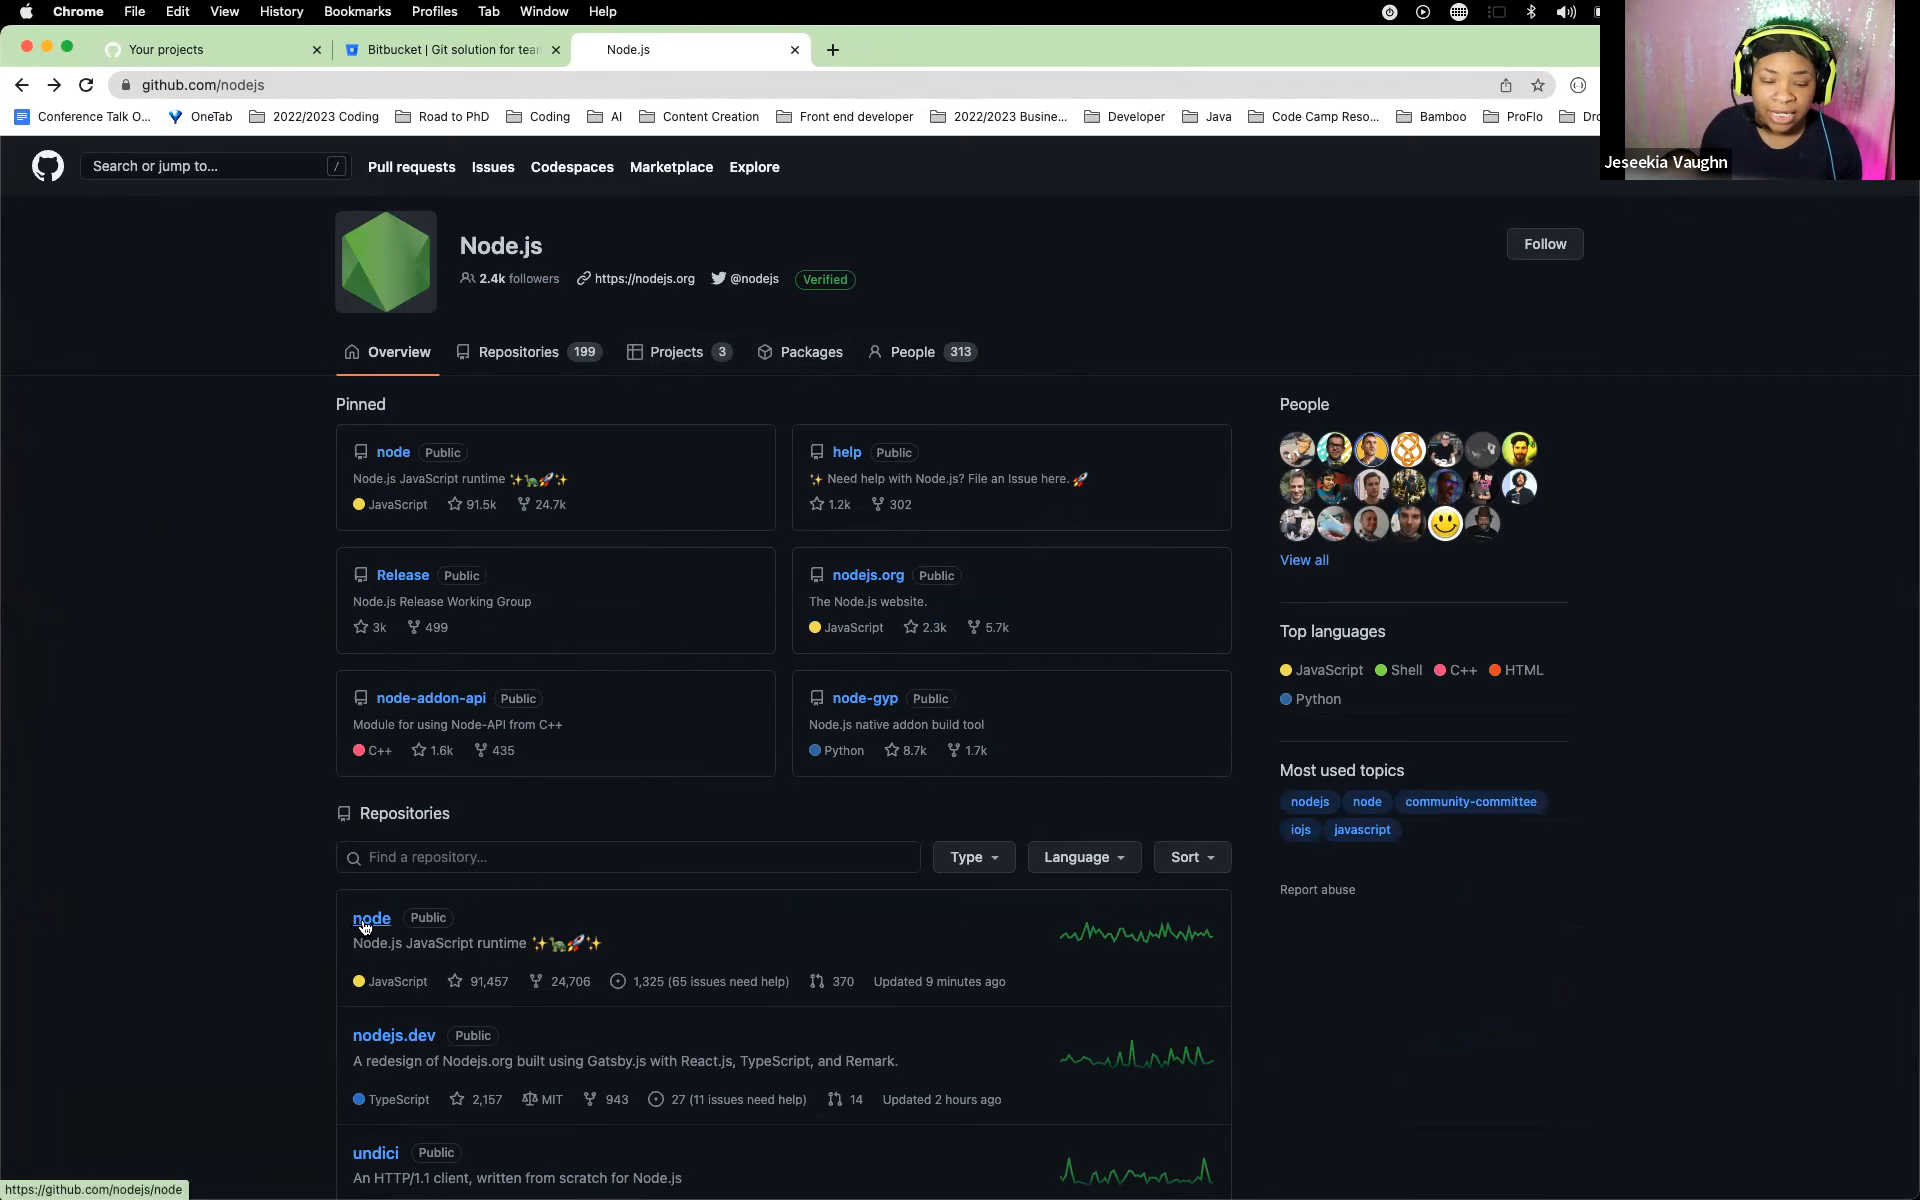 Chrome File Edit View History Bookmarks Profiles Tab Window Help
Your projects Bitbucket | Git solution for tea Node.js
github.com/nodejs
Conference Talk O... OneTab 2022/2023 Coding Road to PhD Coding AI Content Creation Front end developer 2022/2023 Busine... Developer Java Code Camp Reso... Bamboo ProFlo Dro
Jeseekia Vaughn
Search or jump to... / Pull requests Issues Codespaces Marketplace Explore
Node.js
Follow
2.4k followers https://nodejs.org @nodejs Verified
Overview Repositories 199 Projects 3 Packages People 313
Pinned
node Public
Node.js JavaScript runtime ✨🐢🚀✨
JavaScript 91.5k 24.7k
help Public
✨ Need help with Node.js? File an Issue here. 🚀
1.2k 302
Release Public
Node.js Release Working Group
3k 499
nodejs.org Public
The Node.js website.
JavaScript 2.3k 5.7k
node-addon-api Public
Module for using Node-API from C++
C++ 1.6k 435
node-gyp Public
Node.js native addon build tool
Python 8.7k 1.7k
Repositories
Find a repository... Type Language Sort
node Public
Node.js JavaScript runtime ✨🐢🚀✨
JavaScript 91,457 24,706 1,325 (65 issues need help) 370 Updated 9 minutes ago
nodejs.dev Public
A redesign of Nodejs.org built using Gatsby.js with React.js, TypeScript, and Remark.
TypeScript 2,157 MIT 943 27 (11 issues need help) 14 Updated 2 hours ago
undici Public
An HTTP/1.1 client, written from scratch for Node.js
People
View all
Top languages
JavaScript Shell C++ HTML
Python
Most used topics
nodejs node community-committee
iojs javascript
Report abuse
https://github.com/nodejs/node